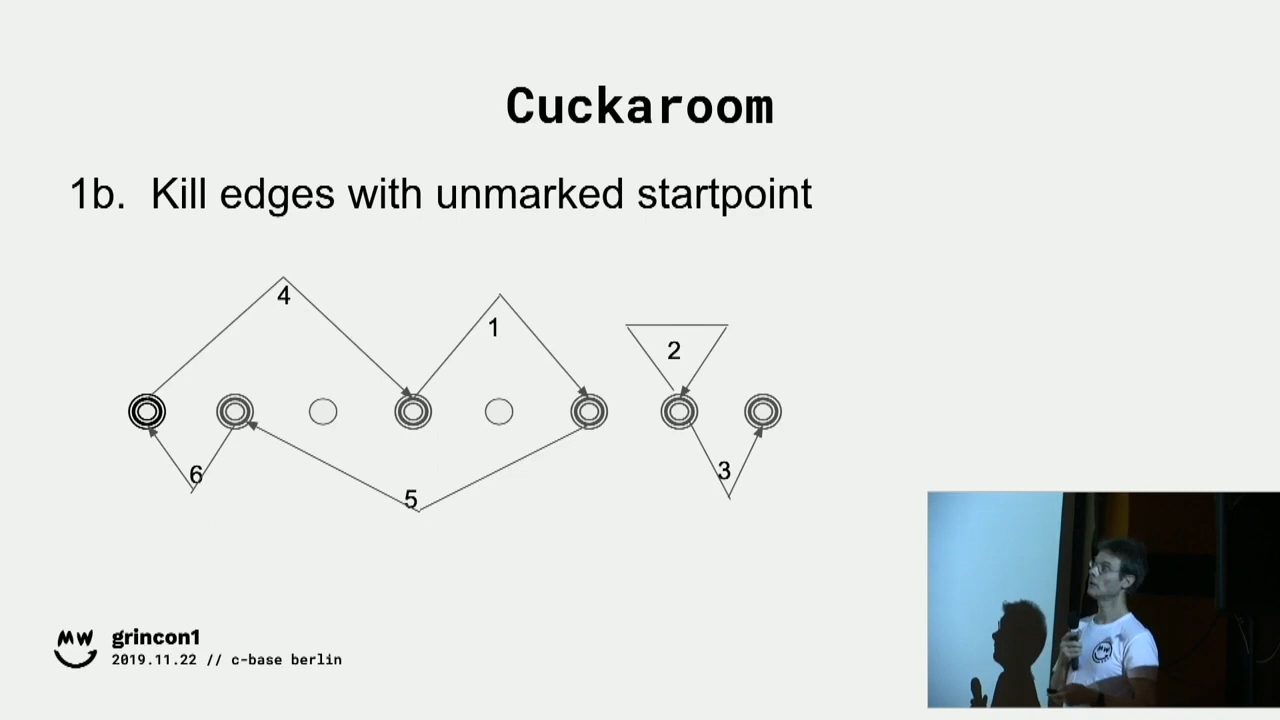 Cuckaroom
1b. Kill edges with unmarked startpoint
4
1
2
6
5
3
MW
grincon1
2019.11.22 // c-base berlin
MW